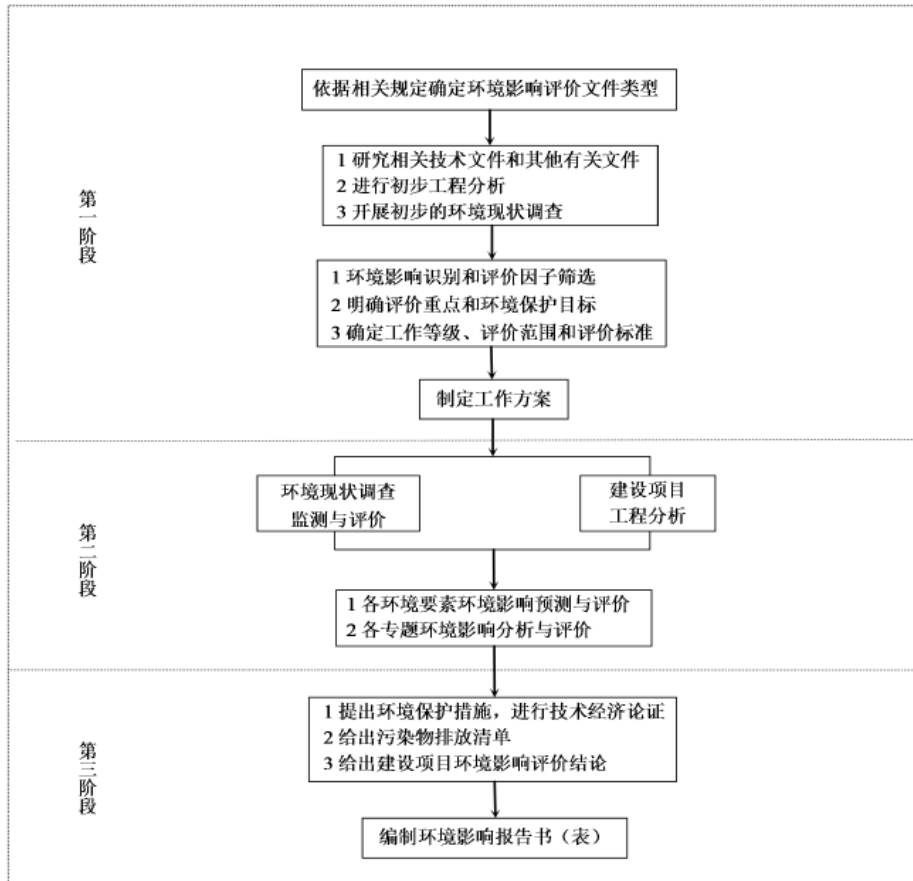 依据相关规定确定环境影响评价文件类型
1 研究相关技术文件和其他有关文件
2 进行初步工程分析
3 开展初步的环境现状调查
第一阶段
1 环境影响识别和评价因子筛选
2 明确评价重点和环境保护目标
3 确定工作等级、评价范围和评价标准
制定工作方案
环境现状调查
监测与评价
建设项目
工程分析
第二阶段
1 各环境要素环境影响预测与评价
2 各专题环境影响分析与评价
1 提出环境保护措施，进行技术经济论证
2 给出污染物排放清单
3 给出建设项目环境影响评价结论
第三阶段
编制环境影响报告书（表）